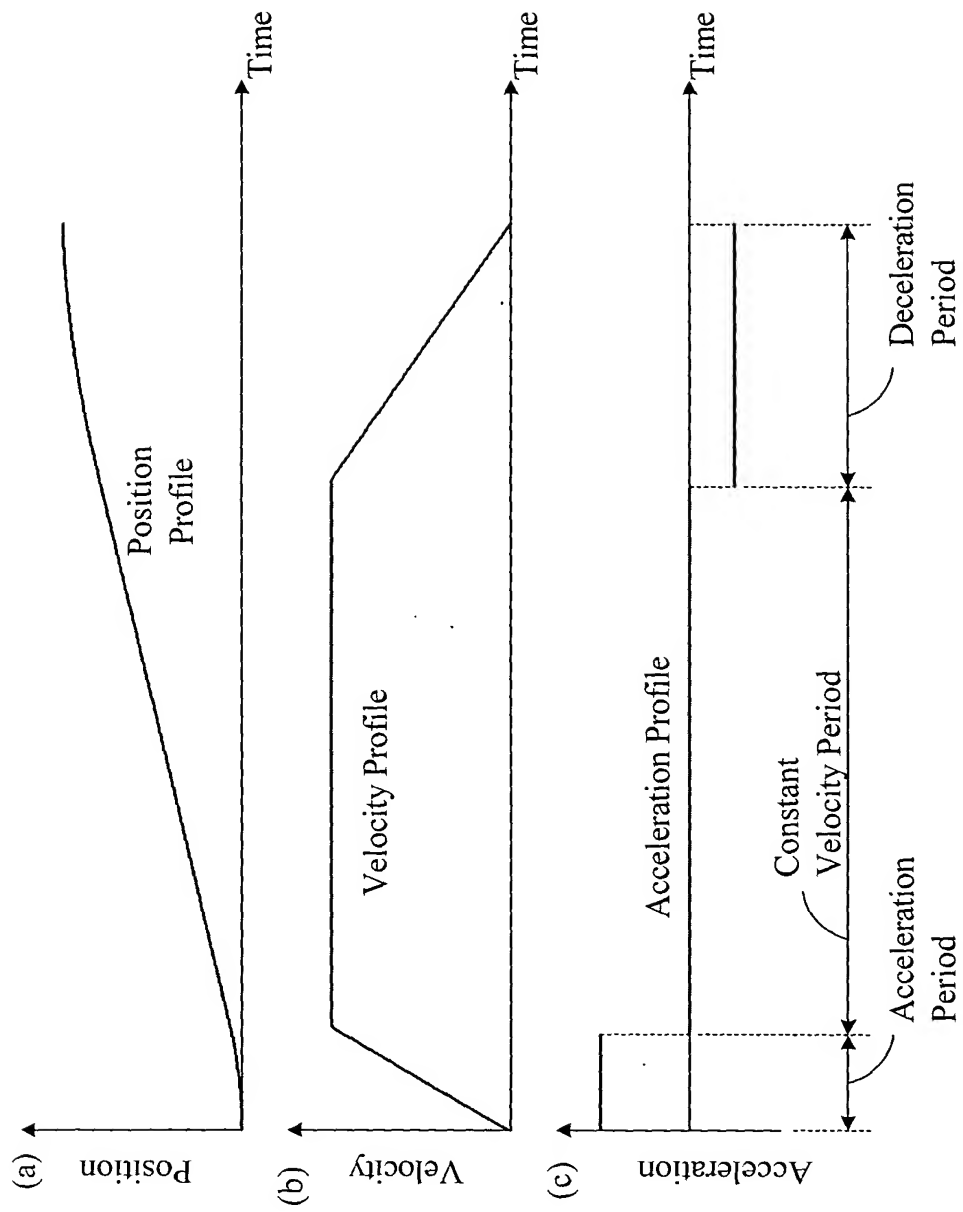 (a)
Position
Position
Profile
Time
(b)
Velocity
Velocity Profile
Time
(c)
Acceleration
Acceleration Profile
Time
Constant
Velocity Period
Acceleration
Period
Deceleration
Period